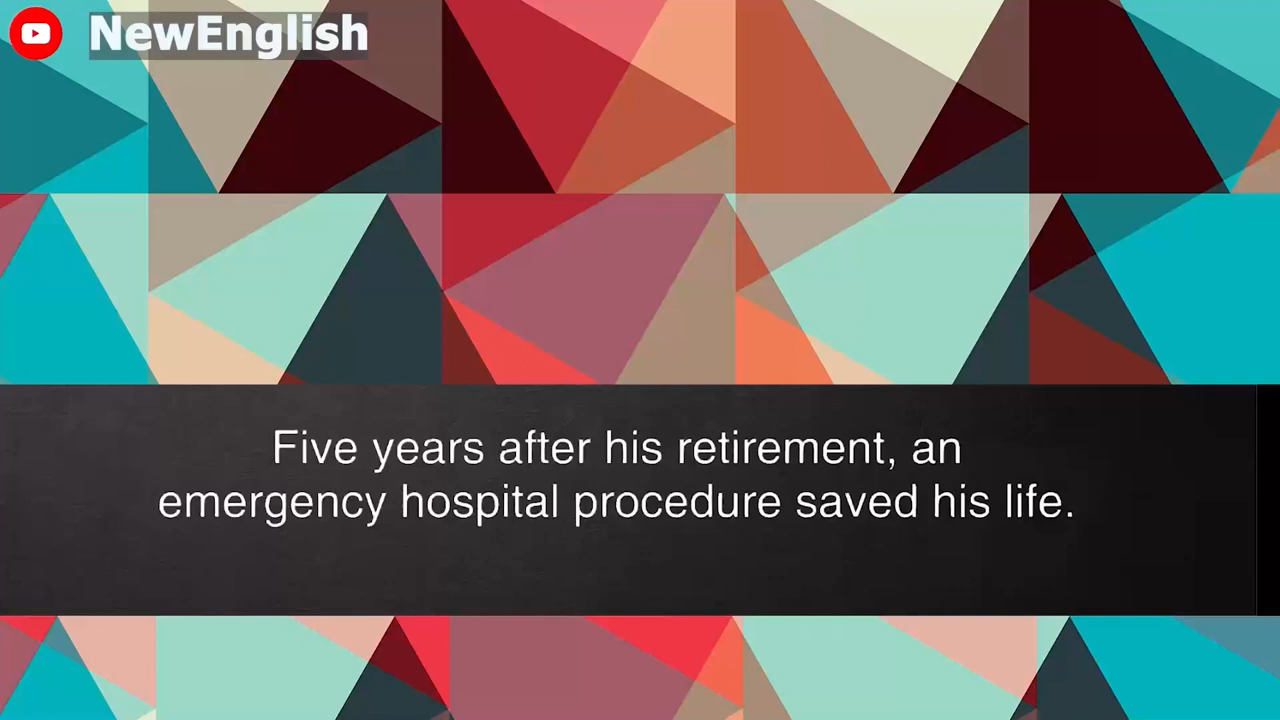 NewEnglish
Five years after his retirement, an
emergency hospital procedure saved his life.